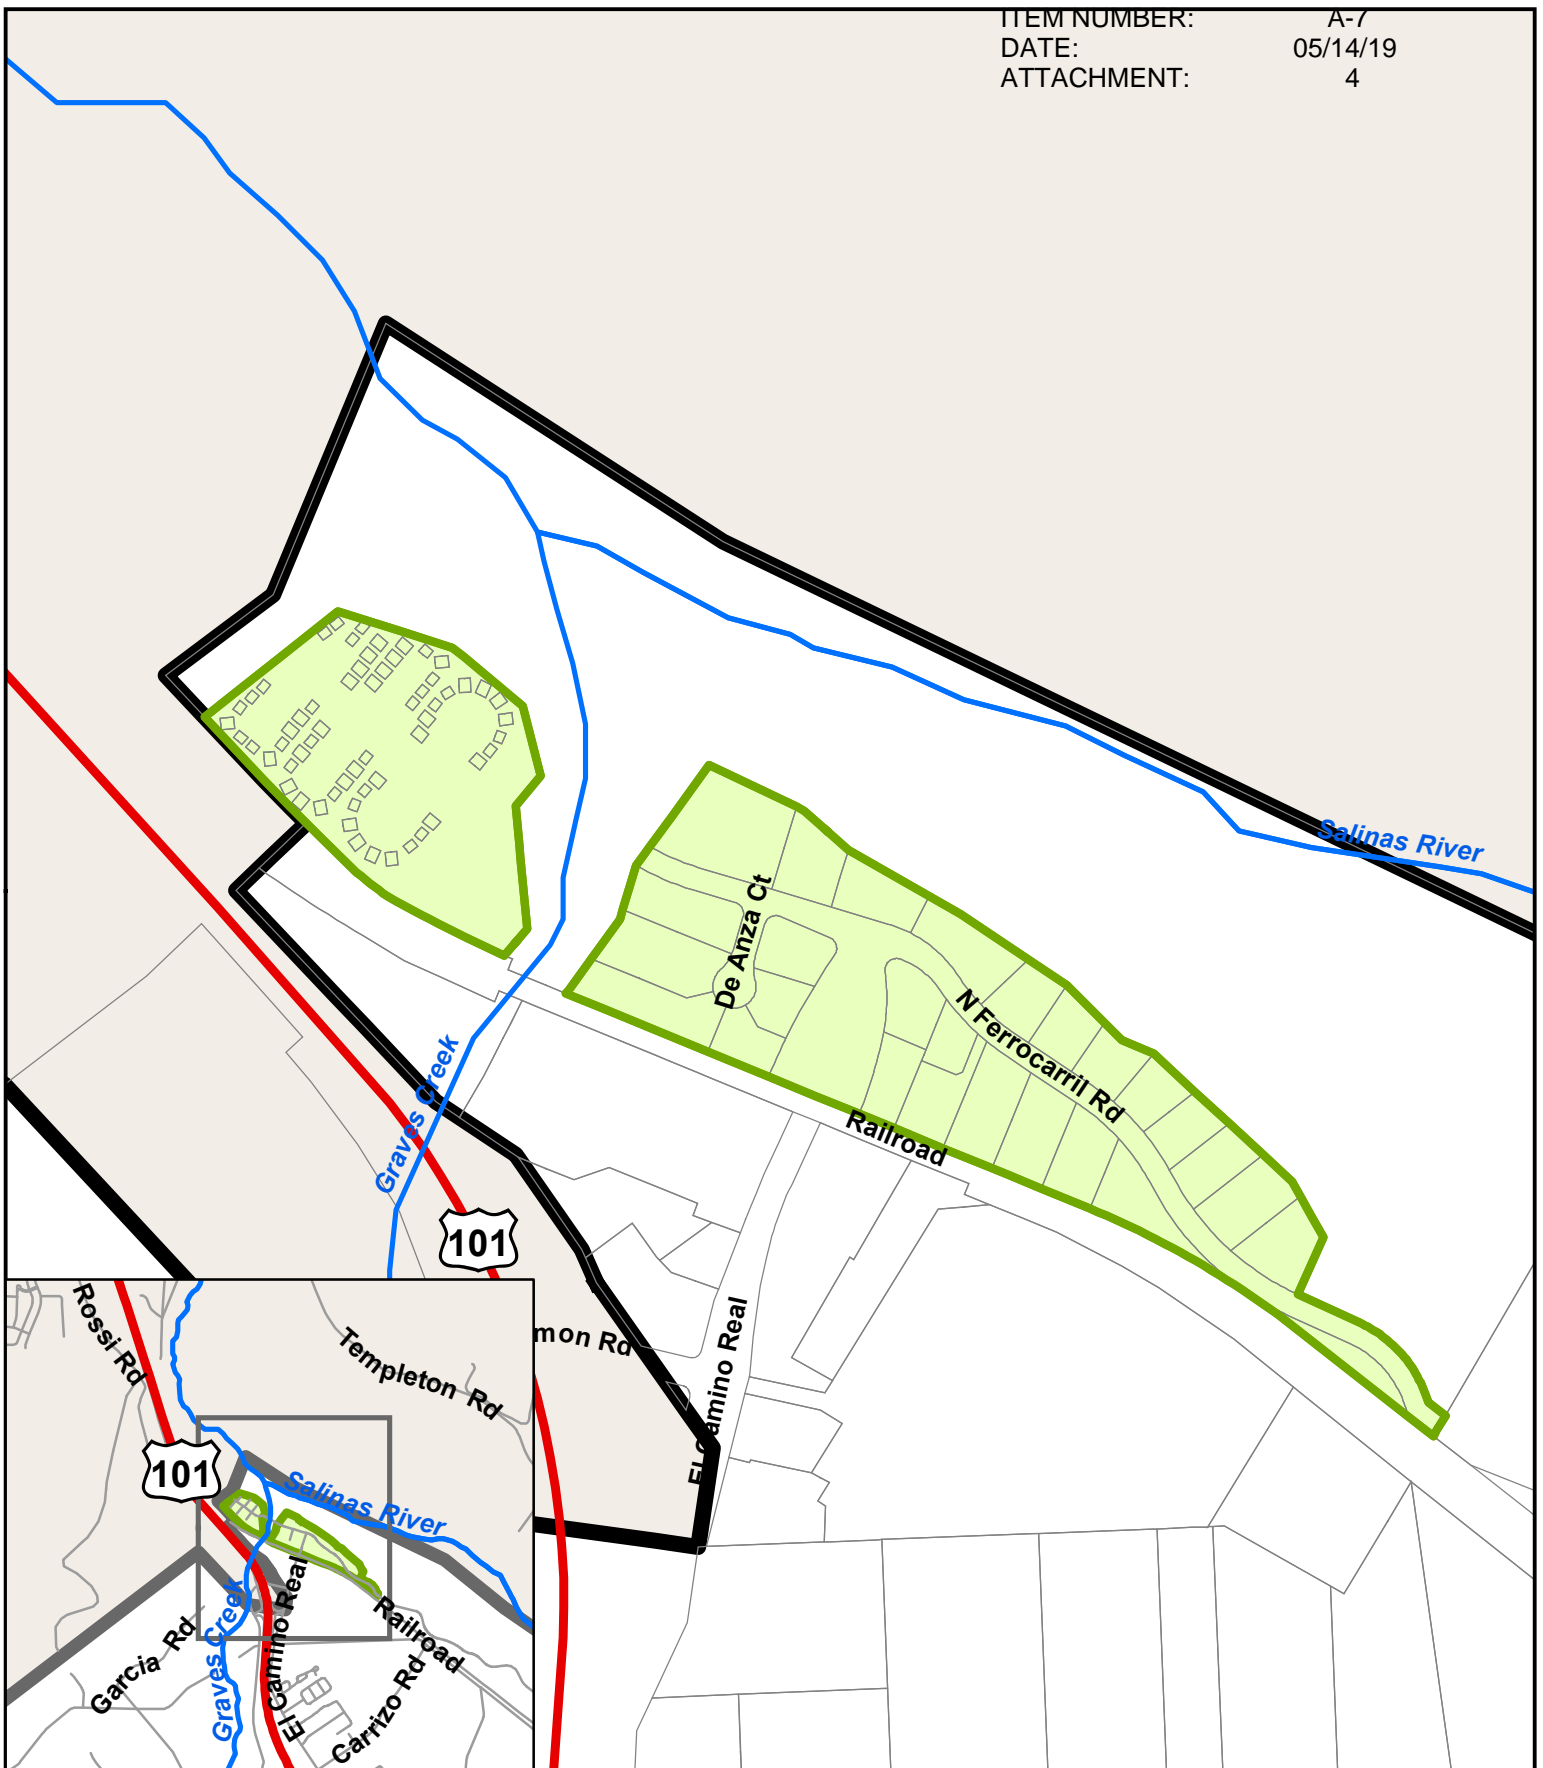 ITEM NUMBER: A-7
DATE: 05/14/19
ATTACHMENT: 4
Salinas River
De Anza Ct
N Ferrocarril Rd
Graves Creek
Railroad
101
mon Rd
El Camino Real
Rossi Rd
Templeton Rd
101
Salinas River
Garcia Rd
Graves Creek
El Camino Real
Railroad
Carrizo Rd